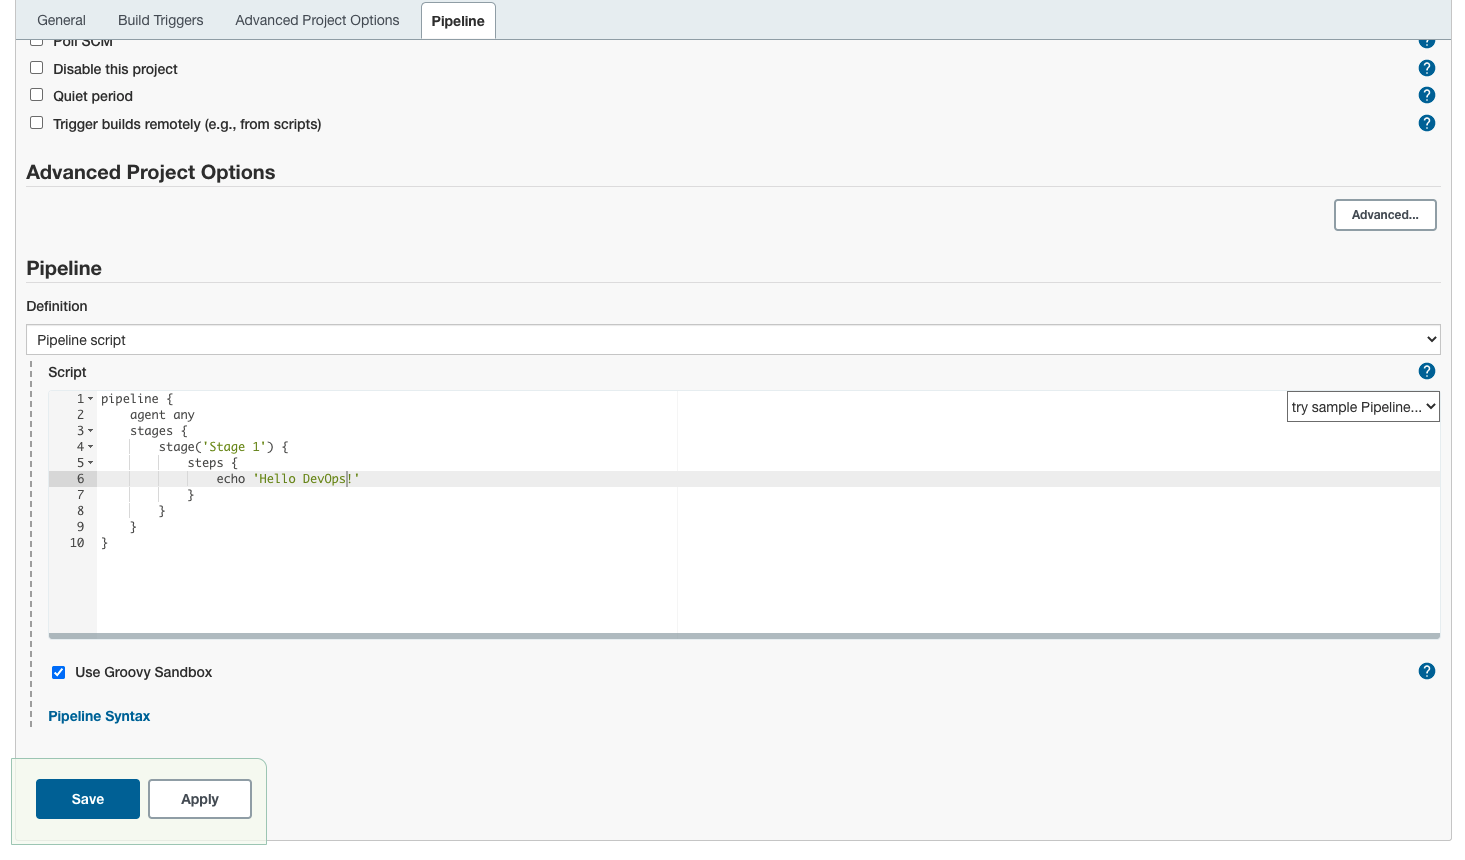 General Build Triggers Advanced Project Options Pipeline
Poll SCM ?
Disable this project ?
Quiet period ?
Trigger builds remotely (e.g., from scripts) ?
Advanced Project Options
Advanced...
Pipeline
Definition
Pipeline script
Script ?
try sample Pipeline...
1 pipeline {
2     agent any
3     stages {
4         stage('Stage 1') {
5             steps {
6                 echo 'Hello DevOps!'
7             }
8         }
9     }
10 }
Use Groovy Sandbox ?
Pipeline Syntax
Save Apply